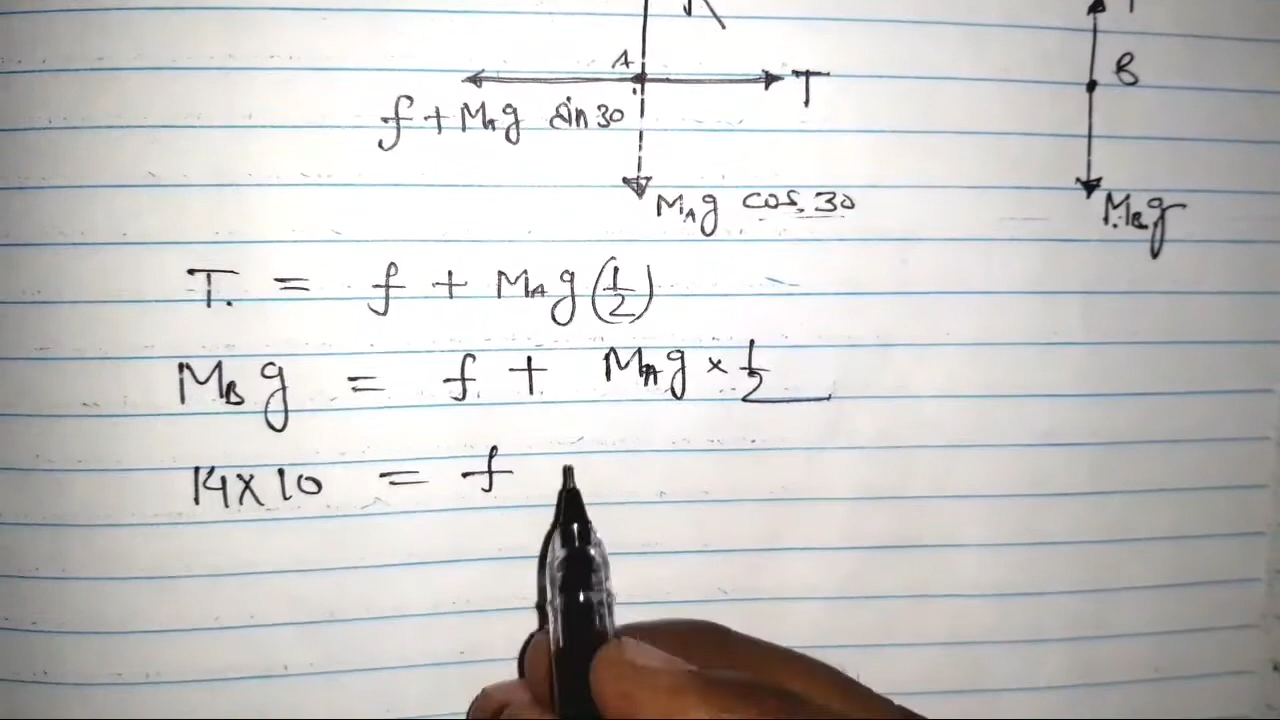 A
T
B
f + MAg sin 30
MAg cos 30
MBg
T. = f + MAg (1/2)
MBg = f + MAg × 1/2
14 × 10 = f